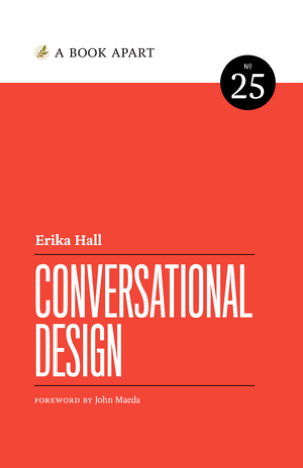 A BOOK APART
Nº
25
Erika Hall
CONVERSATIONAL
DESIGN
FOREWORD BY John Maeda